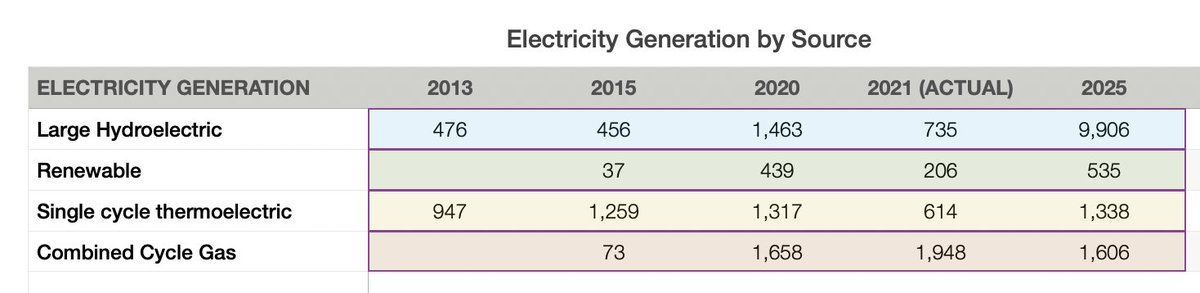 Electricity Generation by Source
ELECTRICITY GENERATION 2013 2015 2020 2021 (ACTUAL) 2025
Large Hydroelectric 476 456 1,463 735 9,906
Renewable 37 439 206 535
Single cycle thermoelectric 947 1,259 1,317 614 1,338
Combined Cycle Gas 73 1,658 1,948 1,606